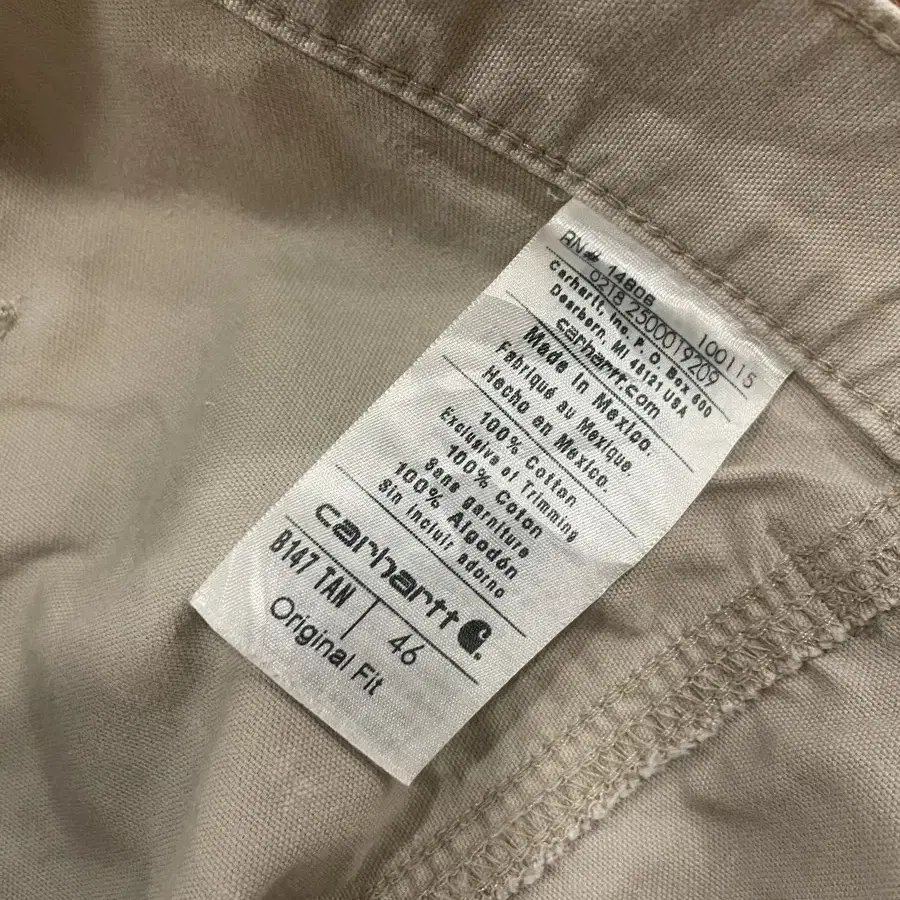 RN# 14806 100115
0218 2500019209
Carhartt, Inc. P. O. Box 600
Dearborn, MI 48121 USA
carhartt.com
Made in Mexico.
Fabriqué au Mexique
Hecho en Mexico.
100% Cotton
Exclusive of Trimming
100% Coton
Sans garniture
100% Algodón
Sin incluir adorno
carhartt
B147 TAN 46
Original Fit